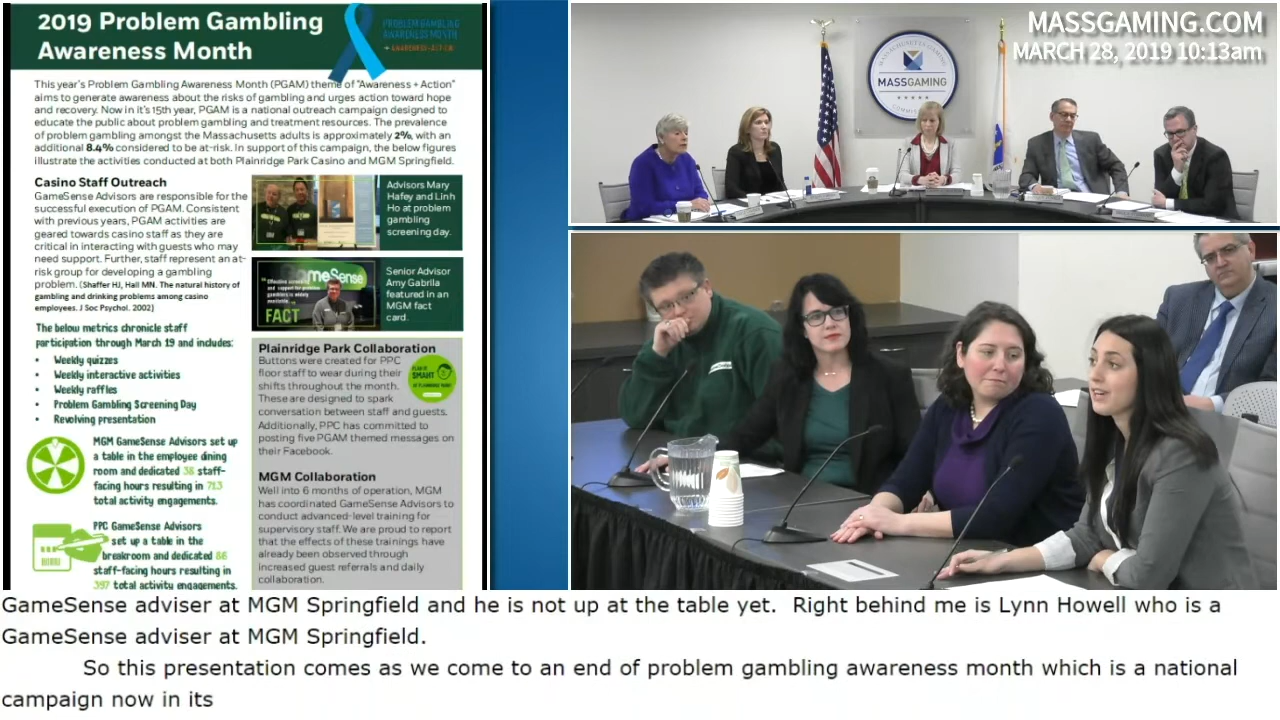 2019 Problem Gambling
Awareness Month
PROBLEM GAMBLING
AWARENESS MONTH
AWARENESS+ACTION
This year's Problem Gambling Awareness Month (PGAM) theme of "Awareness + Action"
aims to generate awareness about the risks of gambling and urges action toward hope
and recovery. Now in it's 15th year, PGAM is a national outreach campaign designed to
educate the public about problem gambling and treatment resources. The prevalence
of problem gambling amongst the Massachusetts adults is approximately 2%, with an
additional 8.4% considered to be at-risk. In support of this campaign, the below figures
illustrate the activities conducted at both Plainridge Park Casino and MGM Springfield.
Casino Staff Outreach
GameSense Advisors are responsible for the
successful execution of PGAM. Consistent
with previous years, PGAM activities are
geared towards casino staff as they are
critical in interacting with guests who may
need support. Further, staff represent an at-
risk group for developing a gambling
problem. (Shaffer HJ, Hall MN. The natural history of
gambling and drinking problems among casino
employees. J Soc Psychol. 2002)
The below metrics chronicle staff
participation through March 19 and includes:
• Weekly quizzes
• Weekly interactive activities
• Weekly raffles
• Problem Gambling Screening Day
• Revolving presentation
MGM GameSense Advisors set up
a table in the employee dining
room and dedicated 38 staff-
facing hours resulting in 713
total activity engagements.
PPC GameSense Advisors
set up a table in the
breakroom and dedicated 86
staff-facing hours resulting in
397 total activity engagements.
Advisors Mary
Hafey and Linh
Ho at problem
gambling
screening day.
GameSense
FACT
Senior Advisor
Amy Gabrila
featured in an
MGM fact
card.
Plainridge Park Collaboration
Buttons were created for PPC
floor staff to wear during their
shifts throughout the month.
These are designed to spark
conversation between staff and guests.
Additionally, PPC has committed to
posting five PGAM themed messages on
their Facebook.
PLAY IT
SMART
MGM Collaboration
Well into 6 months of operation, MGM
has coordinated GameSense Advisors to
conduct advanced-level training for
supervisory staff. We are proud to report
that the effects of these trainings have
already been observed through
increased guest referrals and daily
collaboration.
MASSGAMING.COM
MARCH 28, 2019 10:13am
MASSGAMING
GameSense adviser at MGM Springfield and he is not up at the table yet. Right behind me is Lynn Howell who is a
GameSense adviser at MGM Springfield.
So this presentation comes as we come to an end of problem gambling awareness month which is a national
campaign now in its